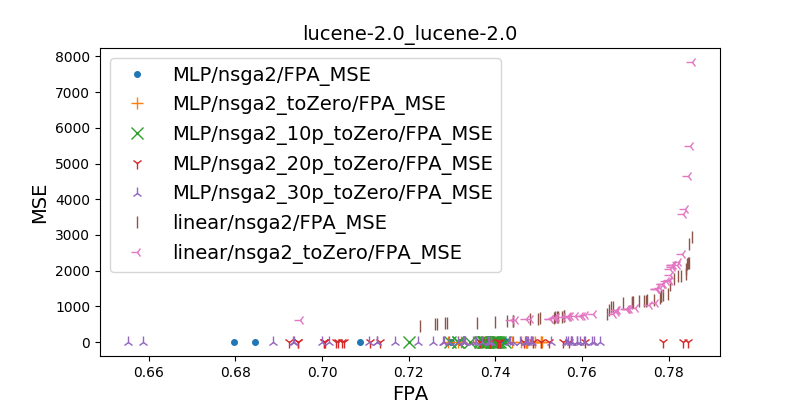 lucene-2.0_lucene-2.0
8000
7000
6000
5000
4000
3000
2000
1000
0
MSE
MLP/nsga2/FPA_MSE
MLP/nsga2_toZero/FPA_MSE
MLP/nsga2_10p_toZero/FPA_MSE
MLP/nsga2_20p_toZero/FPA_MSE
MLP/nsga2_30p_toZero/FPA_MSE
linear/nsga2/FPA_MSE
linear/nsga2_toZero/FPA_MSE
0.66 0.68 0.70 0.72 0.74 0.76 0.78
FPA